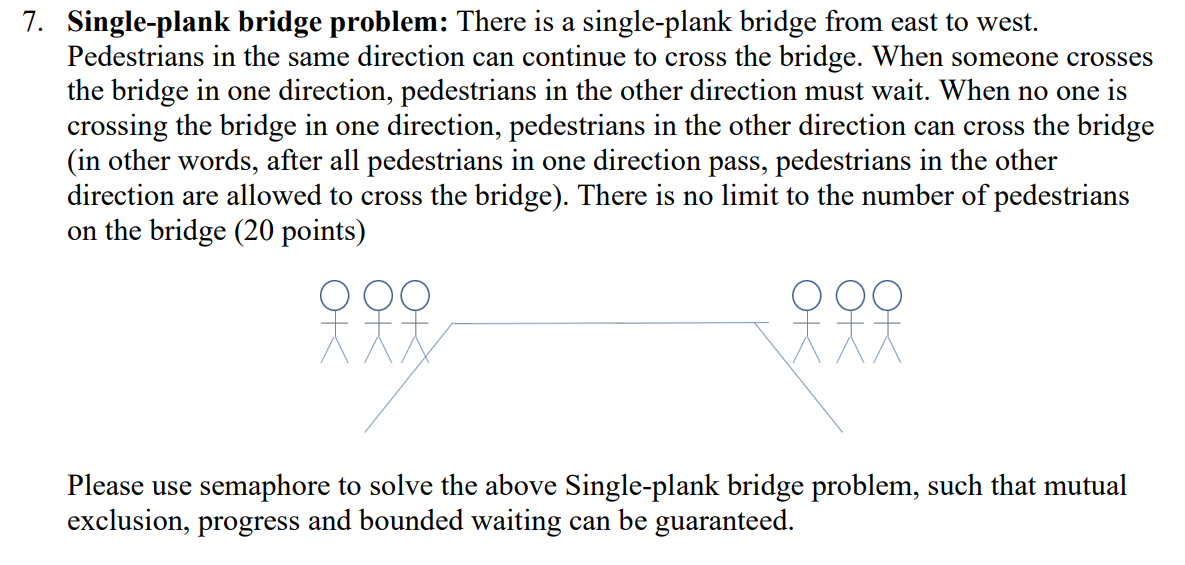 7. Single-plank bridge problem: There is a single-plank bridge from east to west.
Pedestrians in the same direction can continue to cross the bridge. When someone crosses
the bridge in one direction, pedestrians in the other direction must wait. When no one is
crossing the bridge in one direction, pedestrians in the other direction can cross the bridge
(in other words, after all pedestrians in one direction pass, pedestrians in the other
direction are allowed to cross the bridge). There is no limit to the number of pedestrians
on the bridge (20 points)
Please use semaphore to solve the above Single-plank bridge problem, such that mutual
exclusion, progress and bounded waiting can be guaranteed.